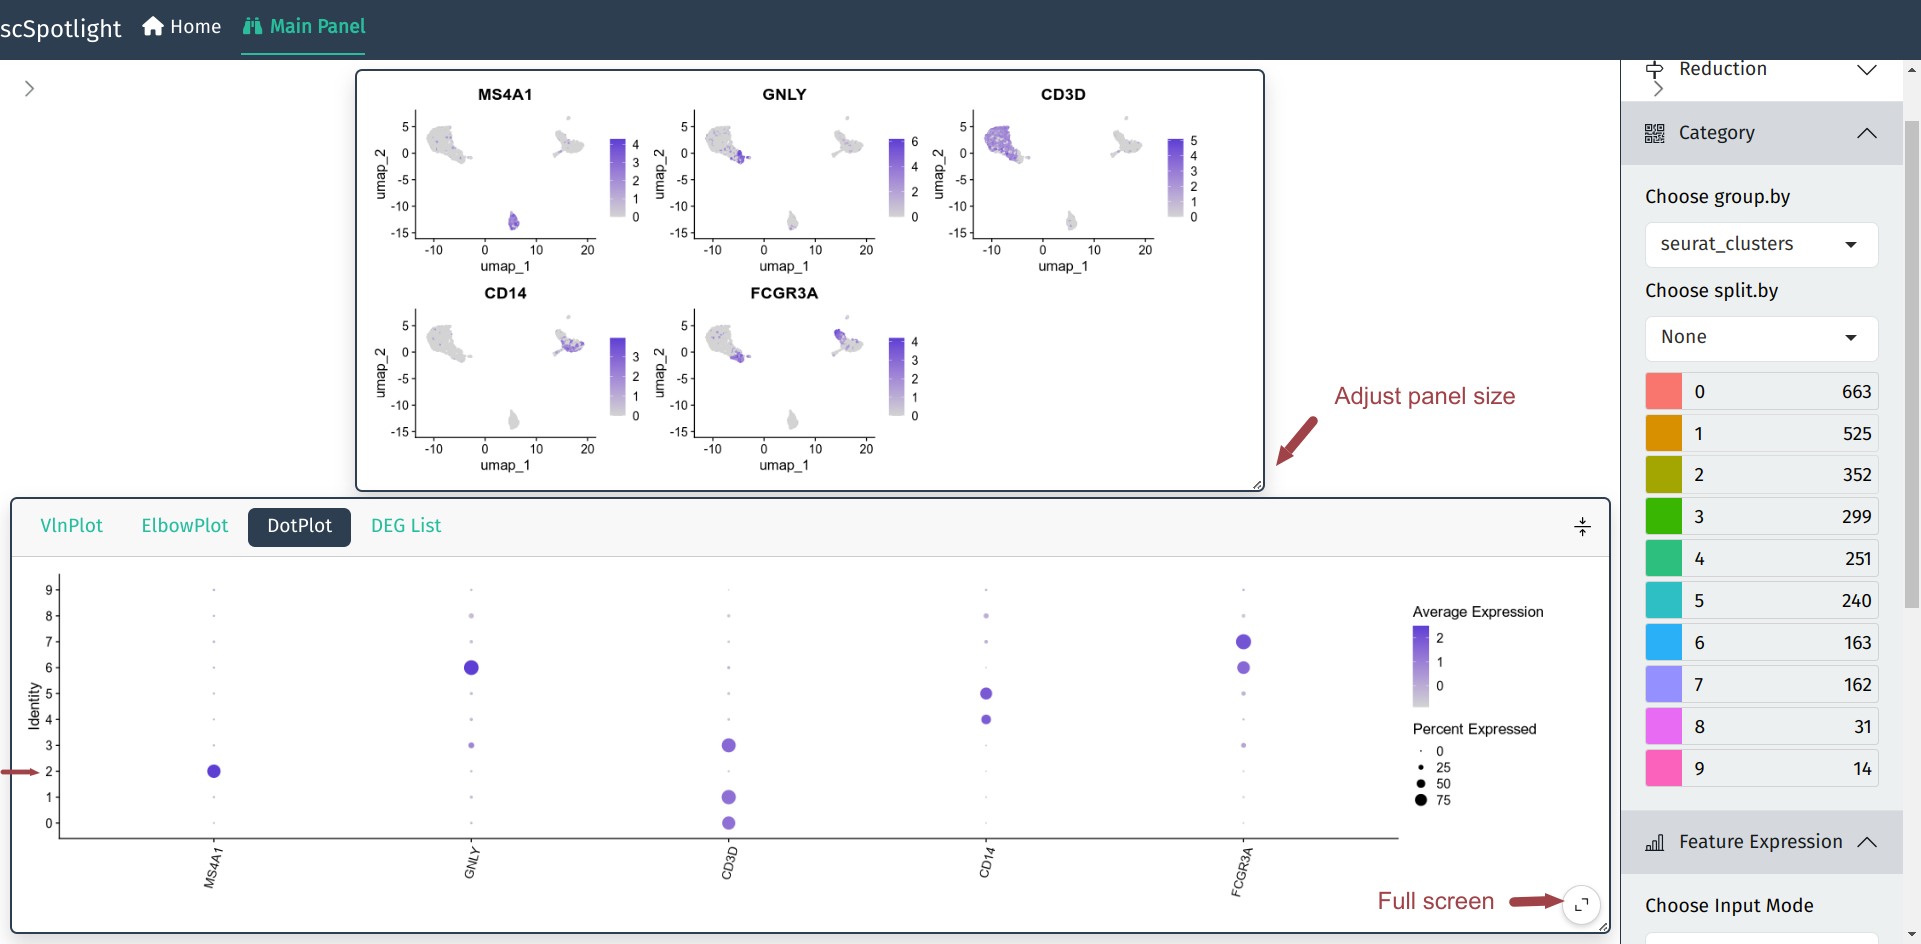 scSpotlight Home Main Panel
MS4A1
5
0
-5
-10
-15
umap_2
-10 0 10 20
umap_1
4
3
2
1
0
GNLY
5
0
-5
-10
-15
umap_2
-10 0 10 20
umap_1
6
4
2
0
CD3D
5
0
-5
-10
-15
umap_2
-10 0 10 20
umap_1
5
4
3
2
1
0
CD14
5
0
-5
-10
-15
umap_2
-10 0 10 20
umap_1
3
2
1
0
FCGR3A
5
0
-5
-10
-15
umap_2
-10 0 10 20
umap_1
4
3
2
1
0
Adjust panel size
VlnPlot ElbowPlot DotPlot DEG List
9
8
7
6
5
4
3
2
1
0
Identity
MS4A1 GNLY CD3D CD14 FCGR3A
Average Expression
2
1
0
Percent Expressed
0
25
50
75
Full screen
Reduction
Category
Choose group.by
seurat_clusters
Choose split.by
None
0 663
1 525
2 352
3 299
4 251
5 240
6 163
7 162
8 31
9 14
Feature Expression
Choose Input Mode